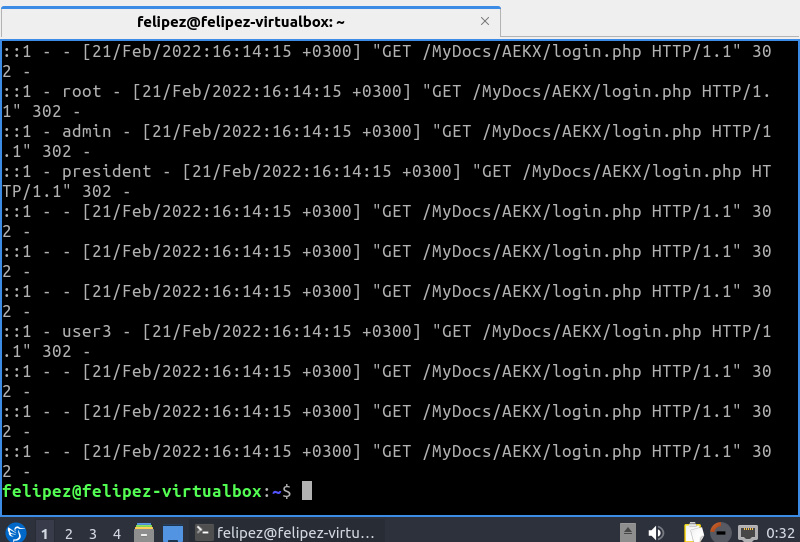 felipez@felipez-virtualbox: ~
::1 - - [21/Feb/2022:16:14:15 +0300] "GET /MyDocs/AEKX/login.php HTTP/1.1" 30
2 -
::1 - root - [21/Feb/2022:16:14:15 +0300] "GET /MyDocs/AEKX/login.php HTTP/1.
1" 302 -
::1 - admin - [21/Feb/2022:16:14:15 +0300] "GET /MyDocs/AEKX/login.php HTTP/1
.1" 302 -
::1 - president - [21/Feb/2022:16:14:15 +0300] "GET /MyDocs/AEKX/login.php HT
TP/1.1" 302 -
::1 - - [21/Feb/2022:16:14:15 +0300] "GET /MyDocs/AEKX/login.php HTTP/1.1" 30
2 -
::1 - - [21/Feb/2022:16:14:15 +0300] "GET /MyDocs/AEKX/login.php HTTP/1.1" 30
2 -
::1 - - [21/Feb/2022:16:14:15 +0300] "GET /MyDocs/AEKX/login.php HTTP/1.1" 30
2 -
::1 - user3 - [21/Feb/2022:16:14:15 +0300] "GET /MyDocs/AEKX/login.php HTTP/1
.1" 302 -
::1 - - [21/Feb/2022:16:14:15 +0300] "GET /MyDocs/AEKX/login.php HTTP/1.1" 30
2 -
::1 - - [21/Feb/2022:16:14:15 +0300] "GET /MyDocs/AEKX/login.php HTTP/1.1" 30
2 -
::1 - - [21/Feb/2022:16:14:15 +0300] "GET /MyDocs/AEKX/login.php HTTP/1.1" 30
2 -
felipez@felipez-virtualbox:~$
1 2 3 4 felipez@felipez-virtu... 0:32